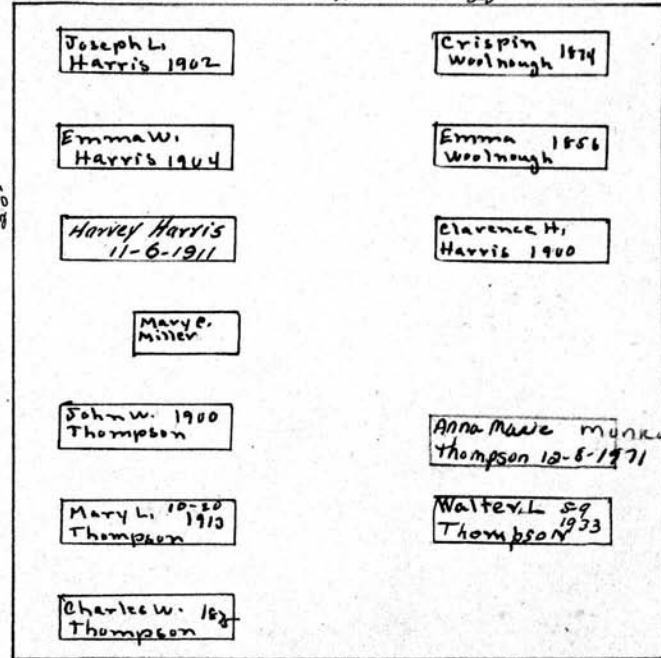 Joseph L.
Harris 1902
Emma W.
Harris 1904
Harvey Harris
11-6-1911
Mary E.
Miller
John W. 1900
Thompson
Mary L. 10-20
1913
Thompson
Charles W.
Thompson
Crispin 1874
Woolnough
Emma 1856
Woolnough
Clarence H.
Harris 1900
Anna Marie
Thompson 12-8-1971
Walter. L 5-9
1933
Thompson